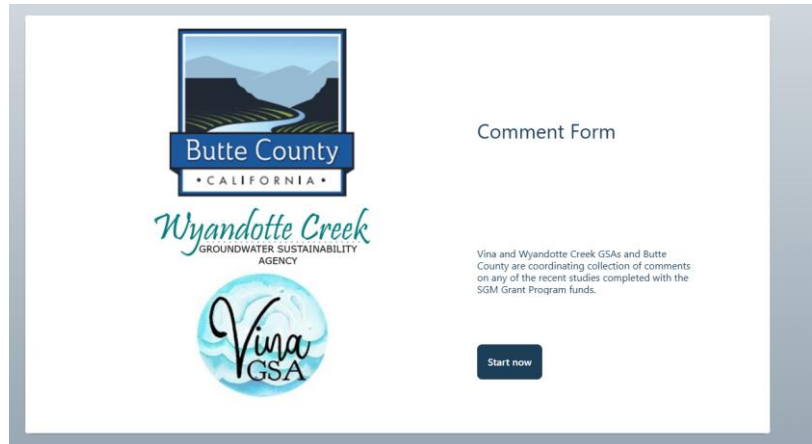 Butte County
• CALIFORNIA •
Wyandotte Creek
GROUNDWATER SUSTAINABILITY
AGENCY
Vina
GSA
Comment Form
Vina and Wyandotte Creek GSAs and Butte
County are coordinating collection of comments
on any of the recent studies completed with the
SGM Grant Program funds.
Start now